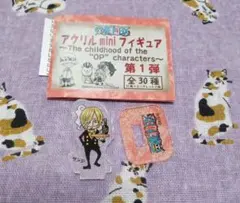 アクリルminiフィギュア
~The childhood of the
"OP" characters~
第1弾
全30種